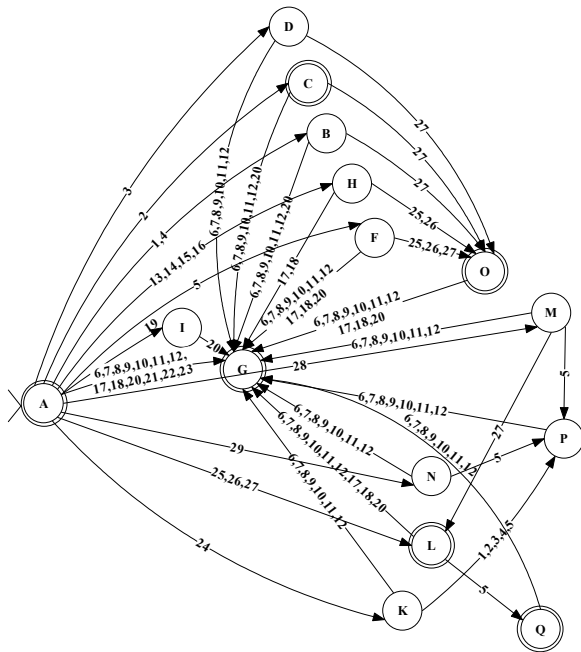 D
C
B
H
F
O
I
G
M
A
P
N
L
K
Q
3
2
1,4
13,14,15,16
5
19
6,7,8,9,10,11,12,
17,18,20,21,22,23
28
29
25,26,27
24
6,7,8,9,10,11,12
27
6,7,8,9,10,11,12,20
27
6,7,8,9,10,11,12,20
27
17,18
25,26
6,7,8,9,10,11,12
17,18,20
25,26,27
6,7,8,9,10,11,12
17,18,20
20
6,7,8,9,10,11,12
5
27
6,7,8,9,10,11,12
6,7,8,9,10,11,12
5
6,7,8,9,10,11,12,17,18,20
5
6,7,8,9,10,11,12
1,2,3,4,5
6,7,8,9,10,11,12